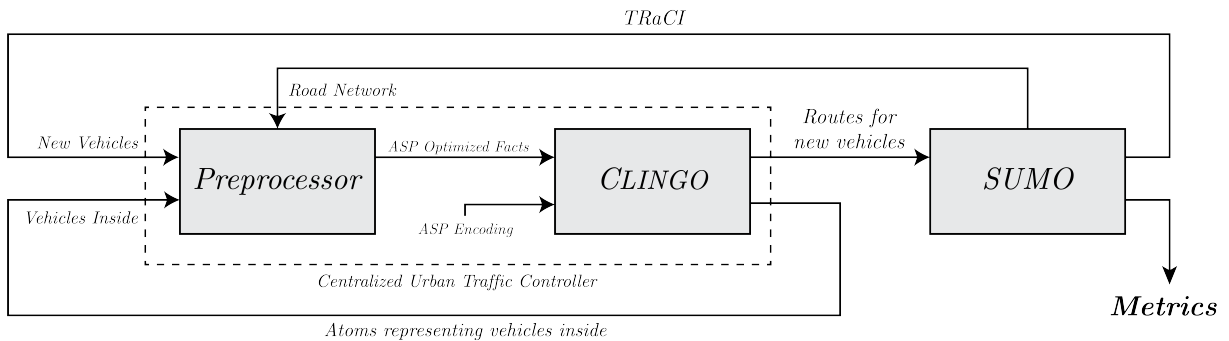 TRaCI
Road Network
New Vehicles
ASP Optimized Facts
Routes for
new vehicles
Preprocessor
CLINGO
SUMO
Vehicles Inside
ASP Encoding
Centralized Urban Traffic Controller
Metrics
Atoms representing vehicles inside